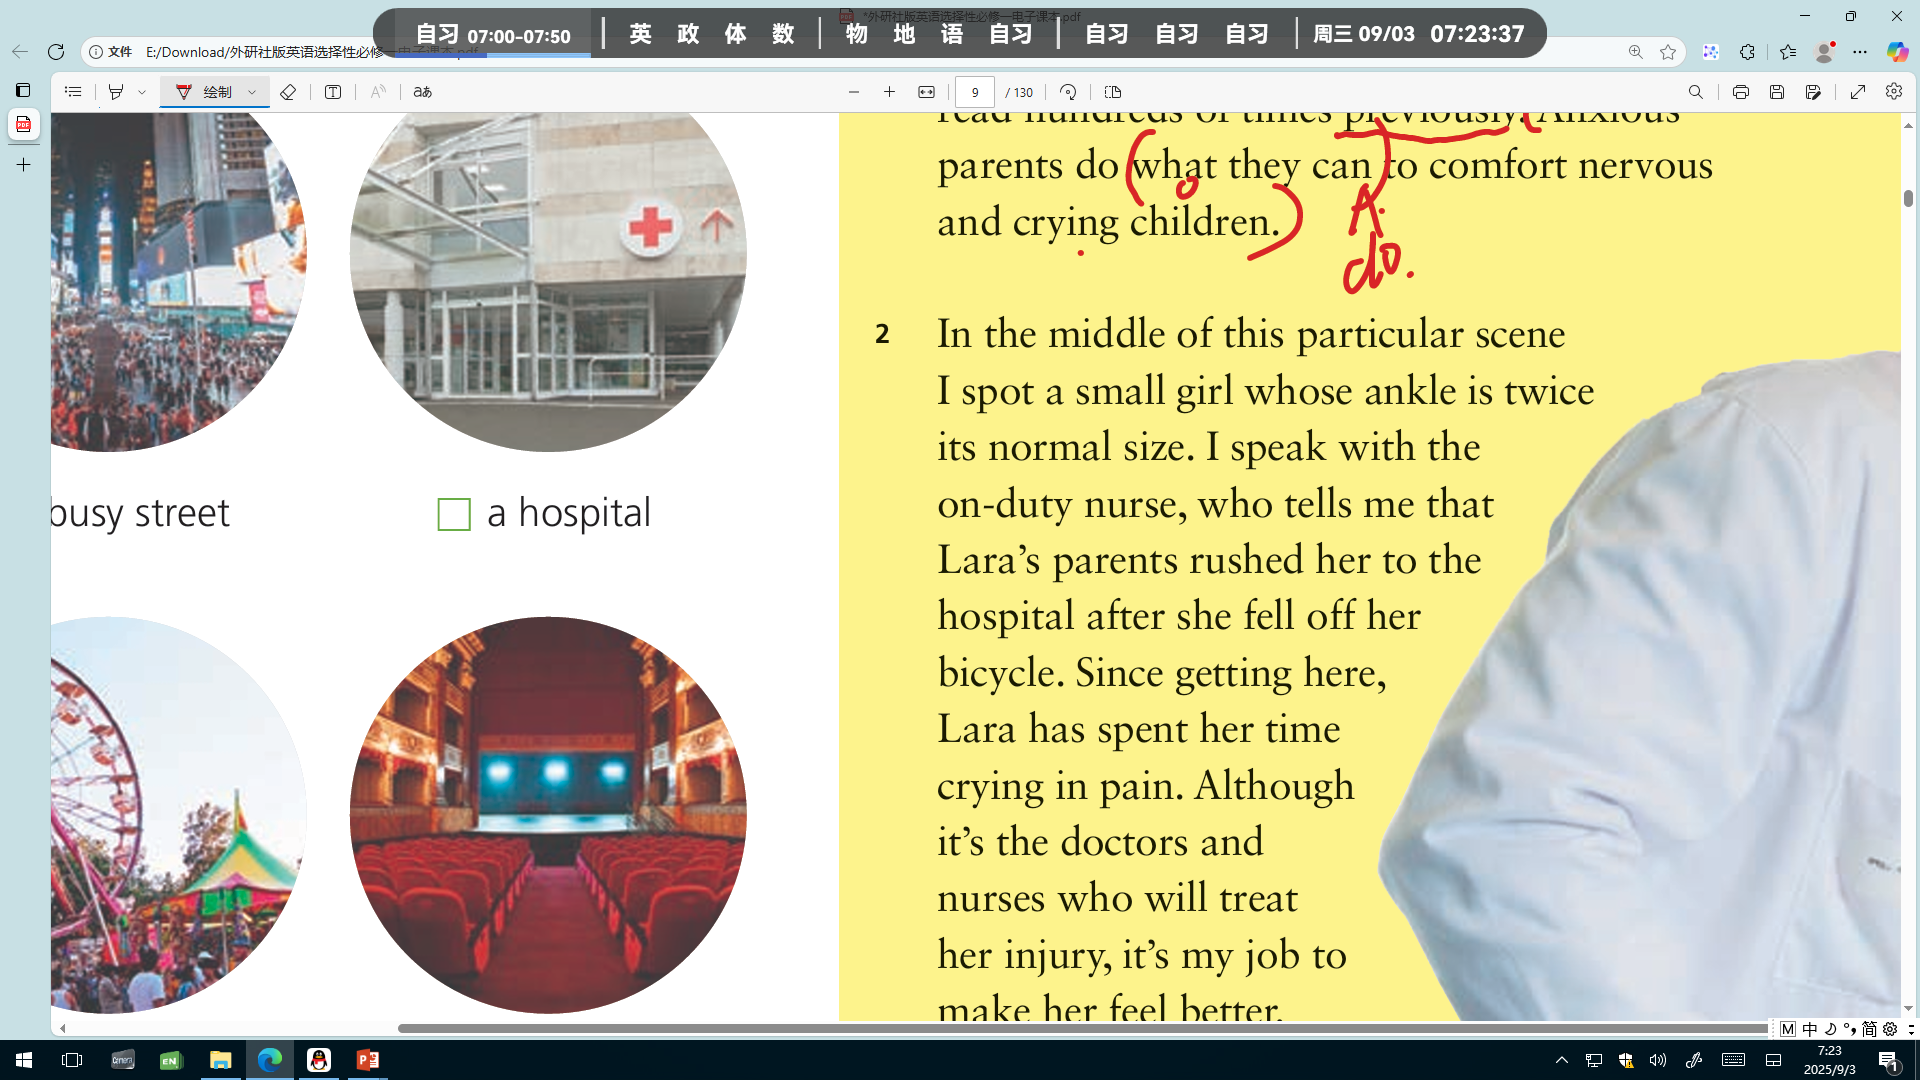 *外研社版英语选择性必修一电子课本.pdf
自习 07:00-07:50 | 英 政 体 数 | 物 地 语 自习 | 自习 自习 自习 | 周三 09/03 07:23:37
文件 E:/Download/外研社版英语选择性必修一电子课本.pdf
绘制 aあ 9 / 130
read hundreds of times previously. Anxious
parents do what they can to comfort nervous
and crying children.
A.
do.
2 In the middle of this particular scene
I spot a small girl whose ankle is twice
its normal size. I speak with the
on-duty nurse, who tells me that
Lara's parents rushed her to the
hospital after she fell off her
bicycle. Since getting here,
Lara has spent her time
crying in pain. Although
it's the doctors and
nurses who will treat
her injury, it's my job to
make her feel better.
busy street
a hospital
M 中 简
EN
7:23
2025/9/3
1